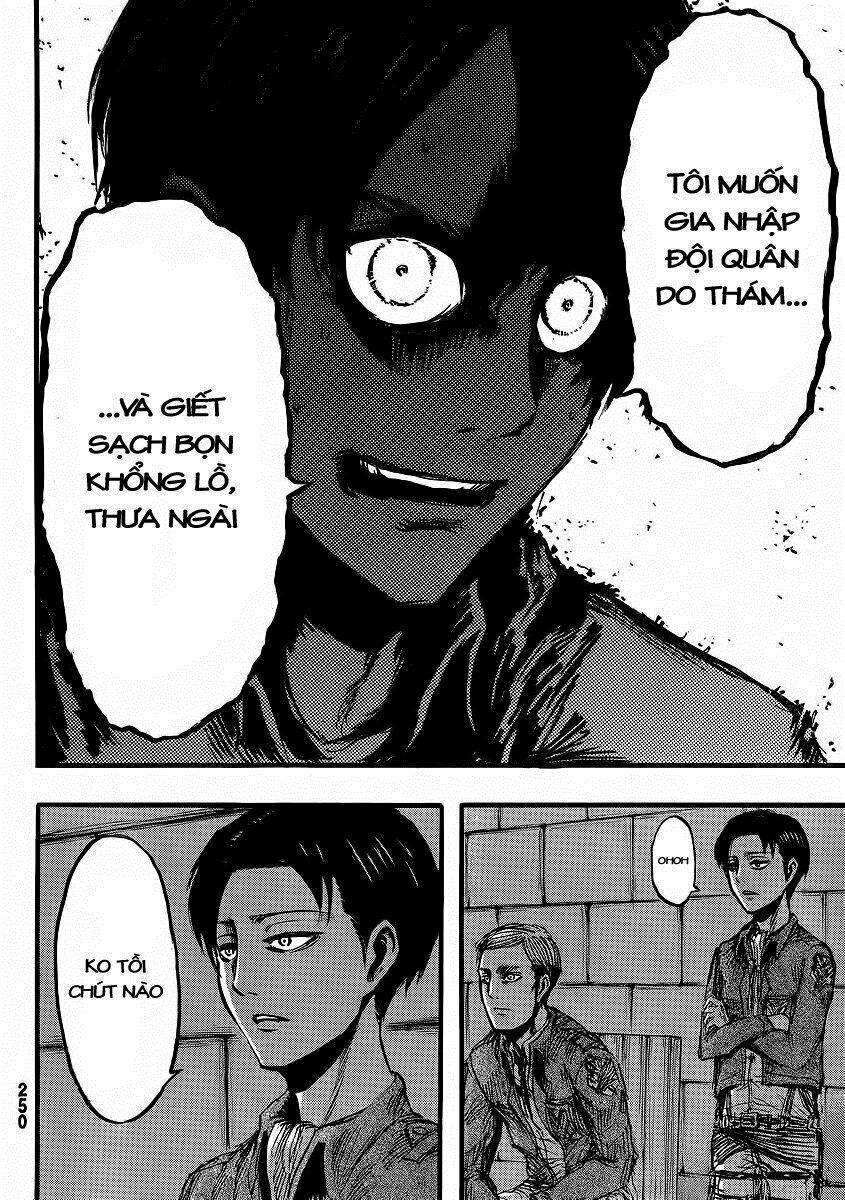 TÔI MUỐN
GIA NHẬP
ĐỘI QUÂN
DO THÁM...
...VÀ GIẾT
SẠCH BỌN
KHỔNG LỒ,
THƯA NGÀI
OHOH
KO TỒI
CHÚT NÀO
250